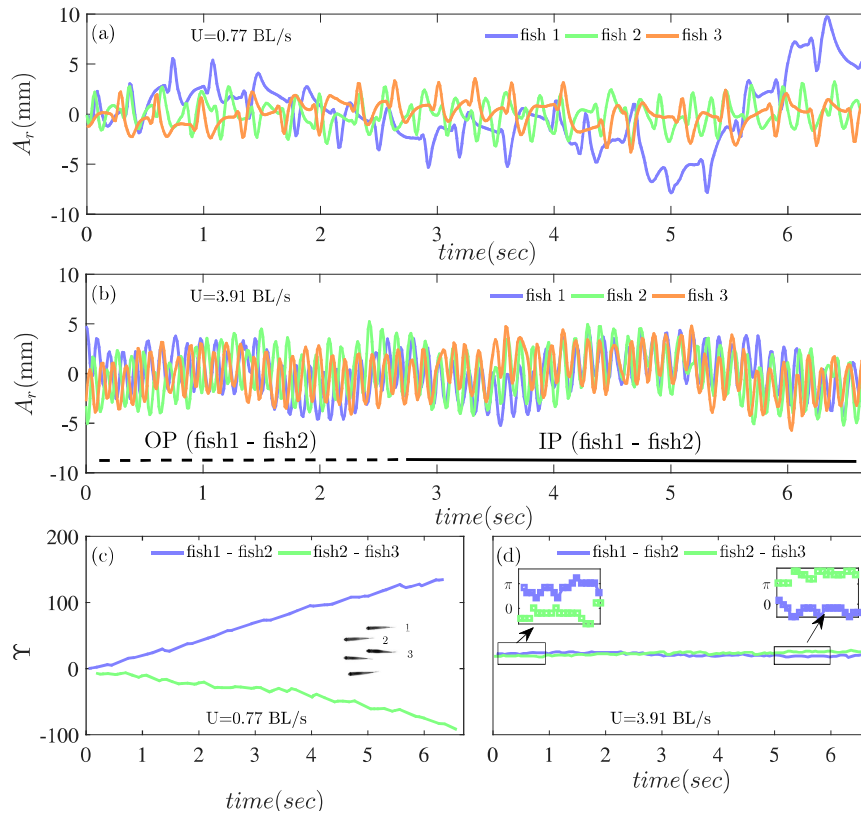 (a) U=0.77 BL/s fish 1 fish 2 fish 3
10
5
0
-5
-10
A_r(mm)
0 1 2 3 4 5 6
time(sec)
(b) U=3.91 BL/s fish 1 fish 2 fish 3
10
5
0
-5
-10
A_r(mm)
OP (fish1 - fish2) IP (fish1 - fish2)
0 1 2 3 4 5 6
time(sec)
(c) fish1 - fish2 fish2 - fish3
200
100
0
-100
Υ
1
2
3
U=0.77 BL/s
0 1 2 3 4 5 6
time(sec)
(d) fish1 - fish2 fish2 - fish3
π
0
π
0
U=3.91 BL/s
0 1 2 3 4 5 6
time(sec)